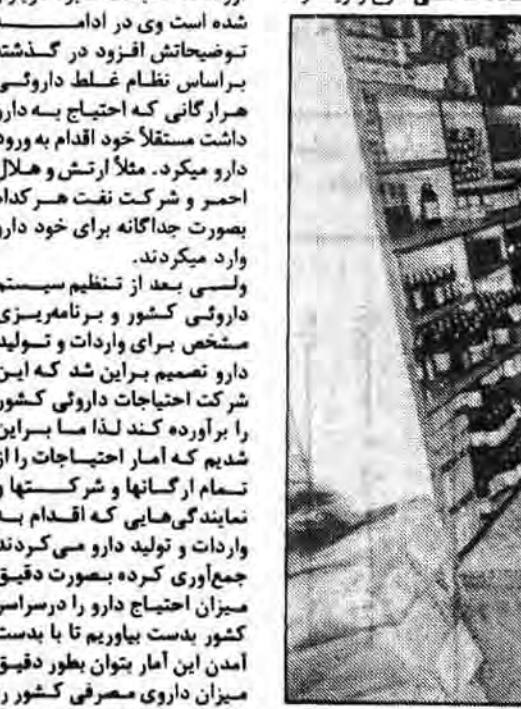 شده است وی در ادامه
توضیحاتش افزود در گذشته
براساس نظام غلط داروئی
هرارگانی که احتیاج به دارو
داشت مستقلاً خود اقدام به ورود
دارو میکرد. مثلاً ارتش و هلال
احمر و شرکت نفت هرکدام
بصورت جداگانه برای خود دارو
وارد میکردند.
ولی بعد از تنظیم سیستم
داروئی کشور و برنامه‌ریزی
مشخص برای واردات و تولید
دارو تصمیم براین شد که این
شرکت احتیاجات داروئی کشور
را برآورده کند لذا ما براین
شدیم که آمار احتیاجات را از
تمام ارگانها و شرکتها و
نمایندگی‌هایی که اقدام به
واردات و تولید دارو می‌کردند
جمع‌آوری کرده بصورت دقیق
میزان احتیاج دارو را درسراسر
کشور بدست بیاوریم تا با بدست
آمدن این آمار بتوان بطور دقیق
میزان داروی مصرفی کشور را